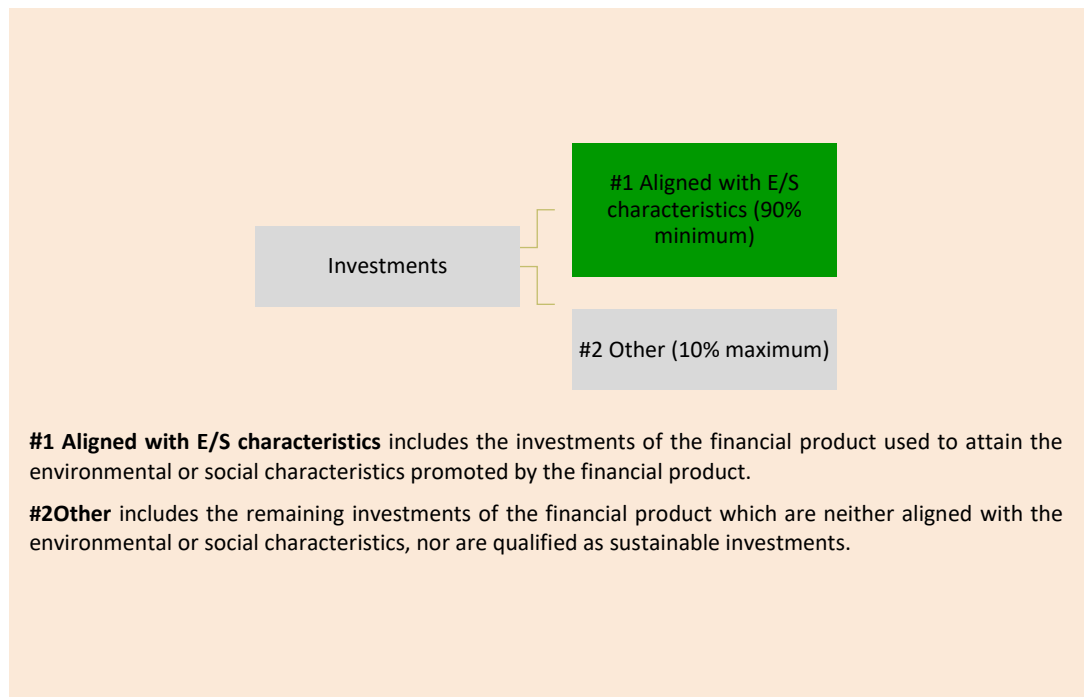 #1 Aligned with E/S
characteristics (90%
minimum)
Investments
#2 Other (10% maximum)
#1 Aligned with E/S characteristics includes the investments of the financial product used to attain the
environmental or social characteristics promoted by the financial product.
#2Other includes the remaining investments of the financial product which are neither aligned with the
environmental or social characteristics, nor are qualified as sustainable investments.